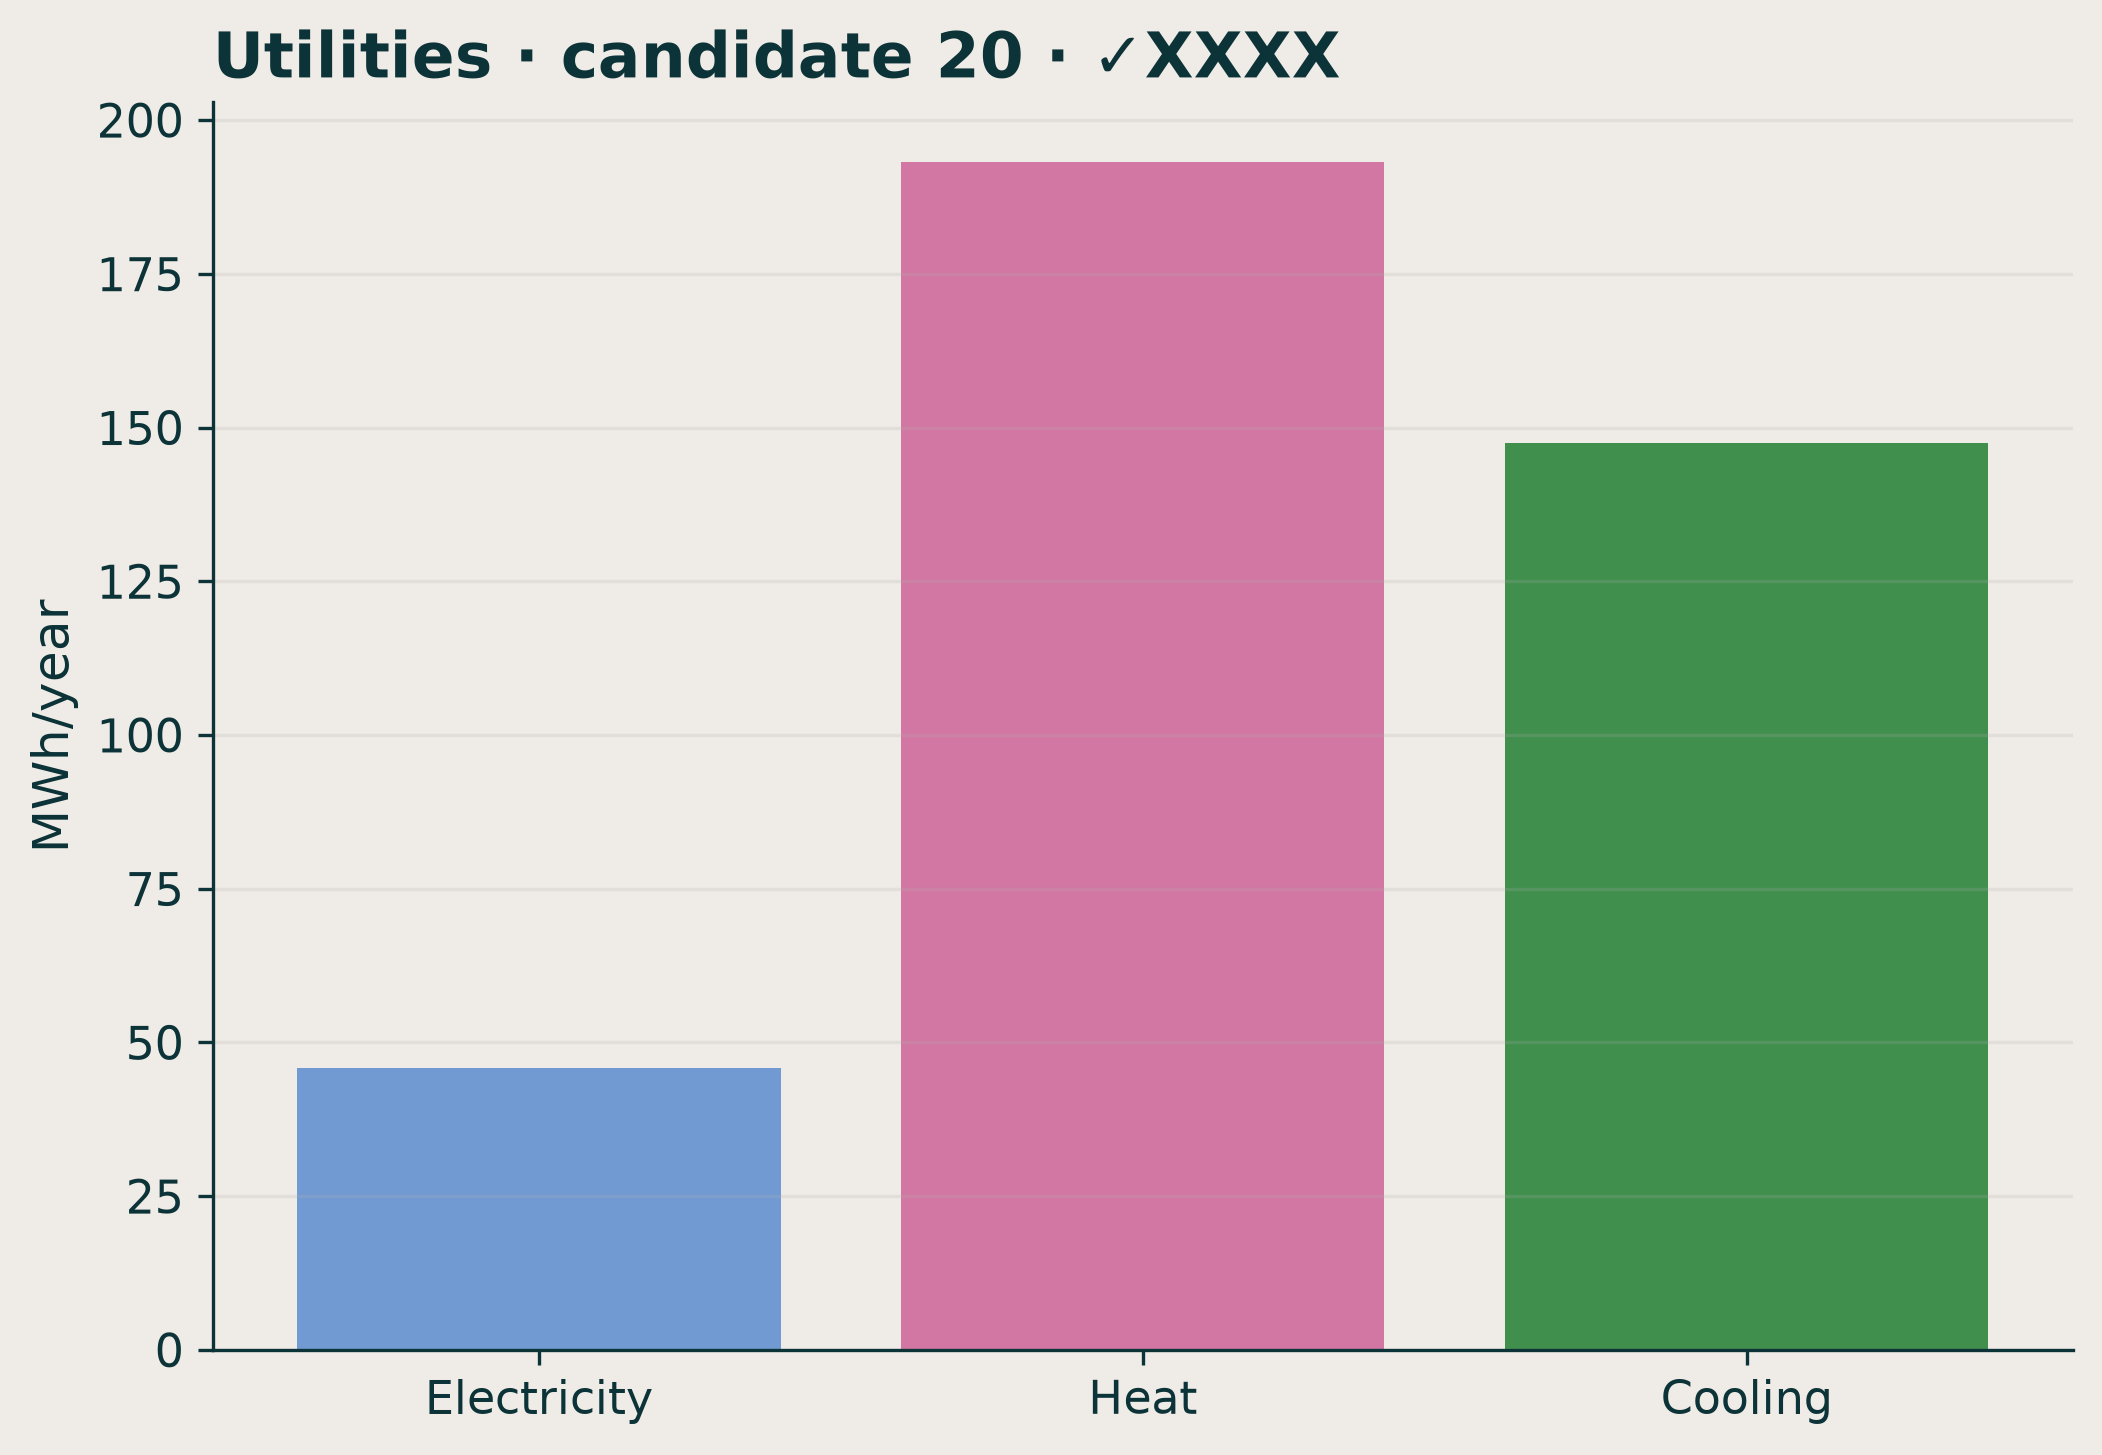 Utilities · candidate 20 · ✓XXXX
200
175
150
125
100
75
50
25
0
MWh/year
Electricity
Heat
Cooling